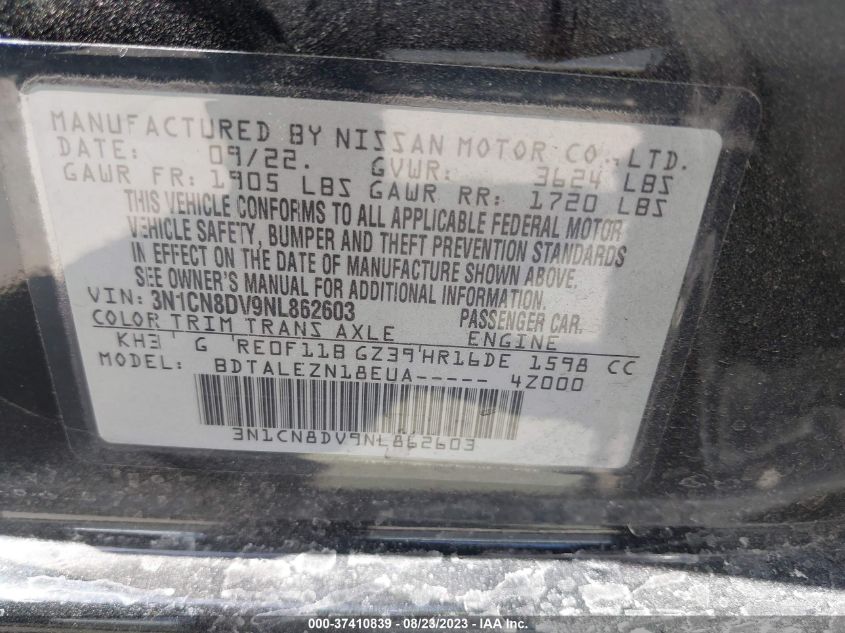 MANUFACTURED BY NISSAN MOTOR CO.,LTD.
DATE: 09/22. GVWR: 3624 LBS
GAWR FR: 1905 LBS GAWR RR: 1720 LBS
THIS VEHICLE CONFORMS TO ALL APPLICABLE FEDERAL MOTOR
VEHICLE SAFETY, BUMPER AND THEFT PREVENTION STANDARDS
IN EFFECT ON THE DATE OF MANUFACTURE SHOWN ABOVE.
SEE OWNER'S MANUAL FOR ADDITIONAL INFORMATION.
VIN: 3N1CN8DV9NL862603 PASSENGER CAR.
COLOR TRIM TRANS AXLE ENGINE
KH3 G RE0F11B GZ39 HR16DE 1598 CC
MODEL: BDTALEZN18EUA----- 4Z000
3N1CN8DV9NL862603
000-37410839 - 08/23/2023 - IAA Inc.